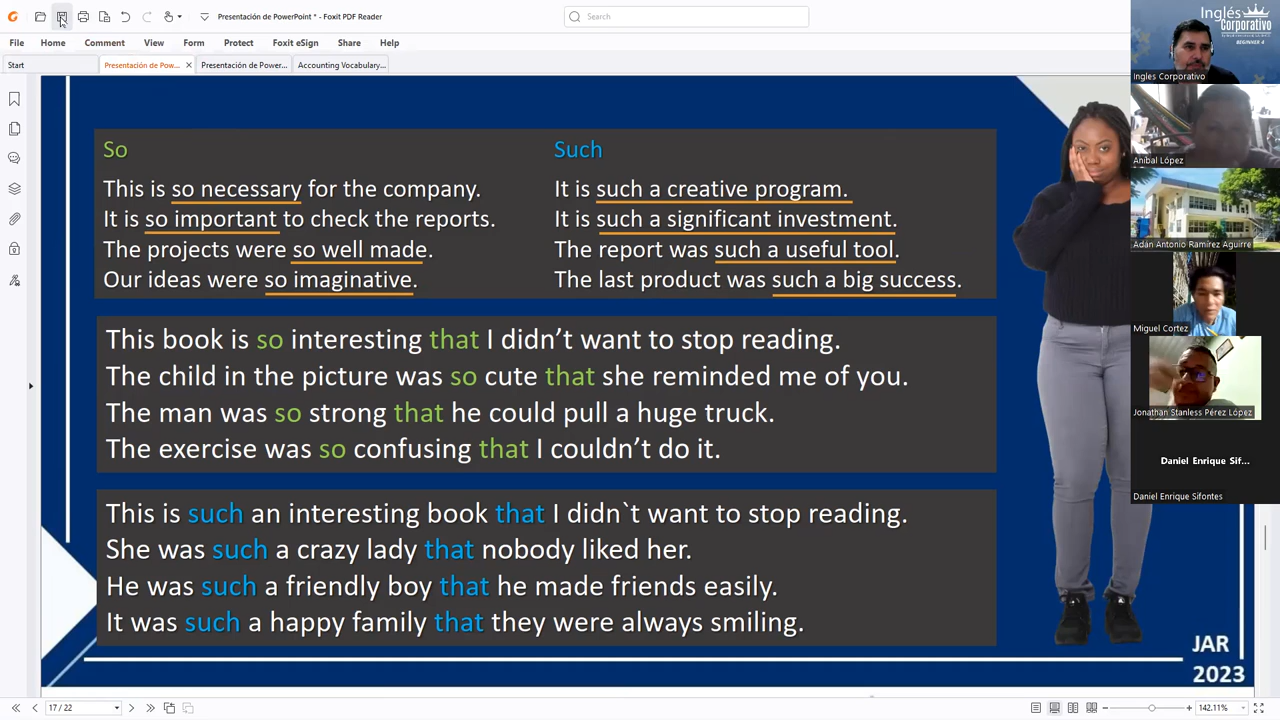 Presentación de PowerPoint * - Foxit PDF Reader
Search
File Home Comment View Form Protect Foxit eSign Share Help
Start
Presentación de Pow...
Presentación de Power...
Accounting Vocabulary...
So
This is so necessary for the company.
It is so important to check the reports.
The projects were so well made.
Our ideas were so imaginative.
Such
It is such a creative program.
It is such a significant investment.
The report was such a useful tool.
The last product was such a big success.
This book is so interesting that I didn’t want to stop reading.
The child in the picture was so cute that she reminded me of you.
The man was so strong that he could pull a huge truck.
The exercise was so confusing that I couldn’t do it.
This is such an interesting book that I didn`t want to stop reading.
She was such a crazy lady that nobody liked her.
He was such a friendly boy that he made friends easily.
It was such a happy family that they were always smiling.
JAR
2023
17 / 22
142.11%
Inglés
Corporativo
BEGINNER 4
Ingles Corporativo
Anibal López
Adán Antonio Ramírez Aguirre
Miguel Cortez
Jonathan Stanless Pérez López
Daniel Enrique Sif...
Daniel Enrique Sifontes